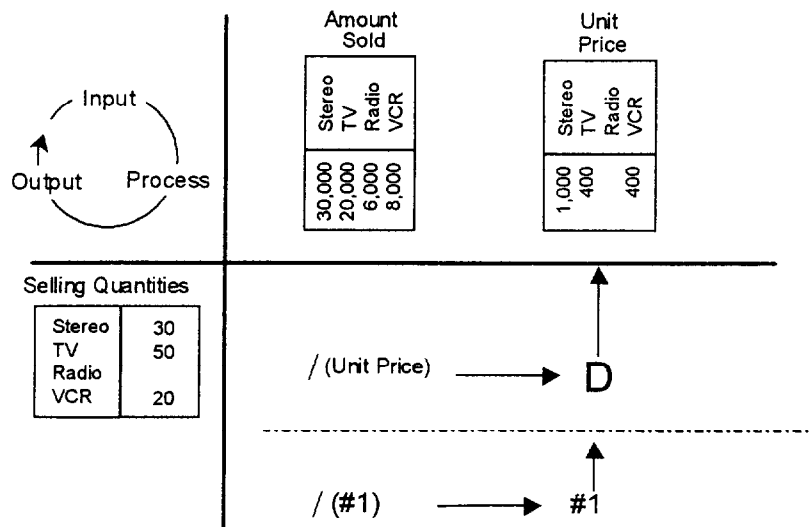 Amount
Sold
Unit
Price
Input
Output
Process
Stereo
TV
Radio
VCR
30,000
20,000
6,000
8,000
Stereo
TV
Radio
VCR
1,000
400
400
Selling Quantities
Stereo 30
TV 50
Radio
VCR 20
/ (Unit Price)
D
/ (#1)
#1